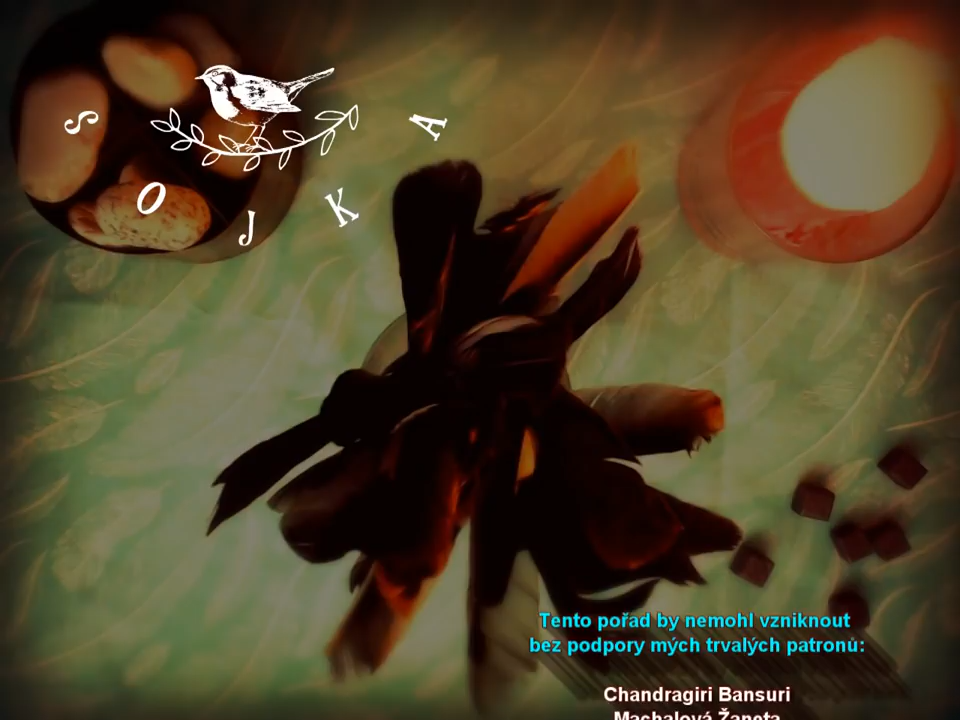 SOJKA
Tento pořad by nemohl vzniknout
bez podpory mých trvalých patronů:
Chandragiri Bansuri
Machalová Žaneta